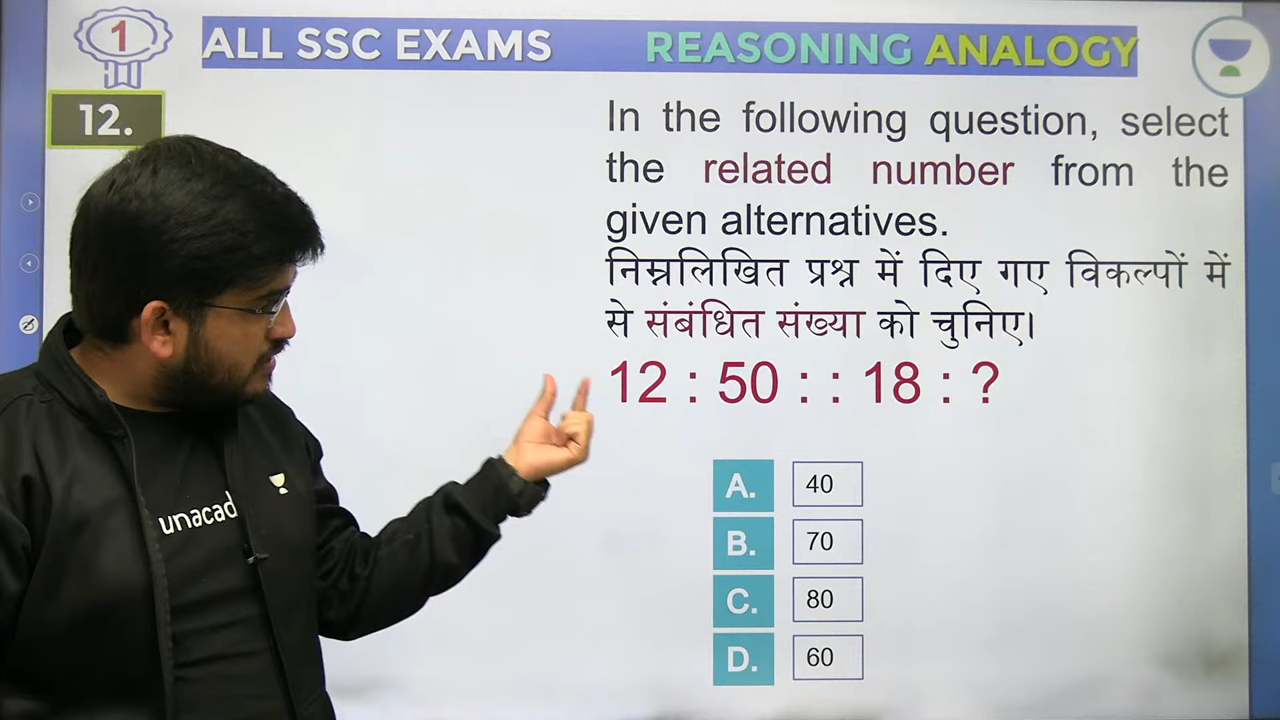 1
ALL SSC EXAMS REASONING ANALOGY
12.
In the following question, select
the related number from the
given alternatives.
निम्नलिखित प्रश्न में दिए गए विकल्पों में
से संबंधित संख्या को चुनिए।
12 : 50 : : 18 : ?
A. 40
B. 70
C. 80
D. 60
unacad